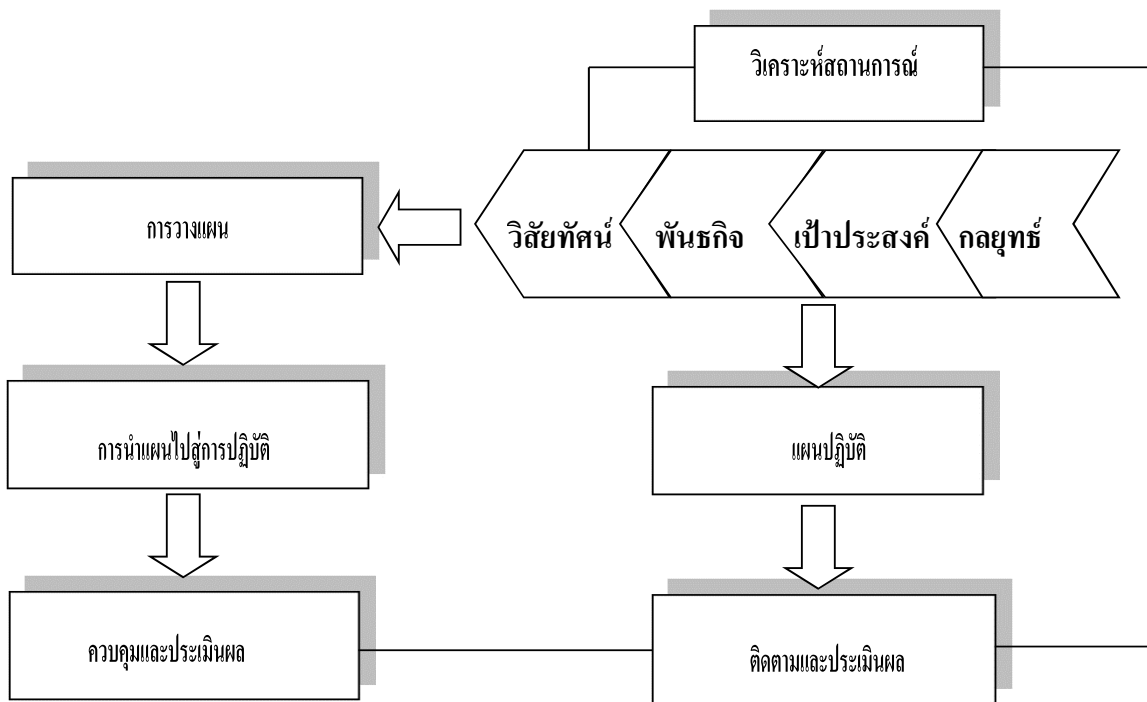 วิเคราะห์สถานการณ์
วิสัยทัศน์ พันธกิจ เป้าประสงค์ กลยุทธ์
การวางแผน
การนำแผนไปสู่การปฏิบัติ
แผนปฏิบัติ
ควบคุมและประเมินผล
ติดตามและประเมินผล